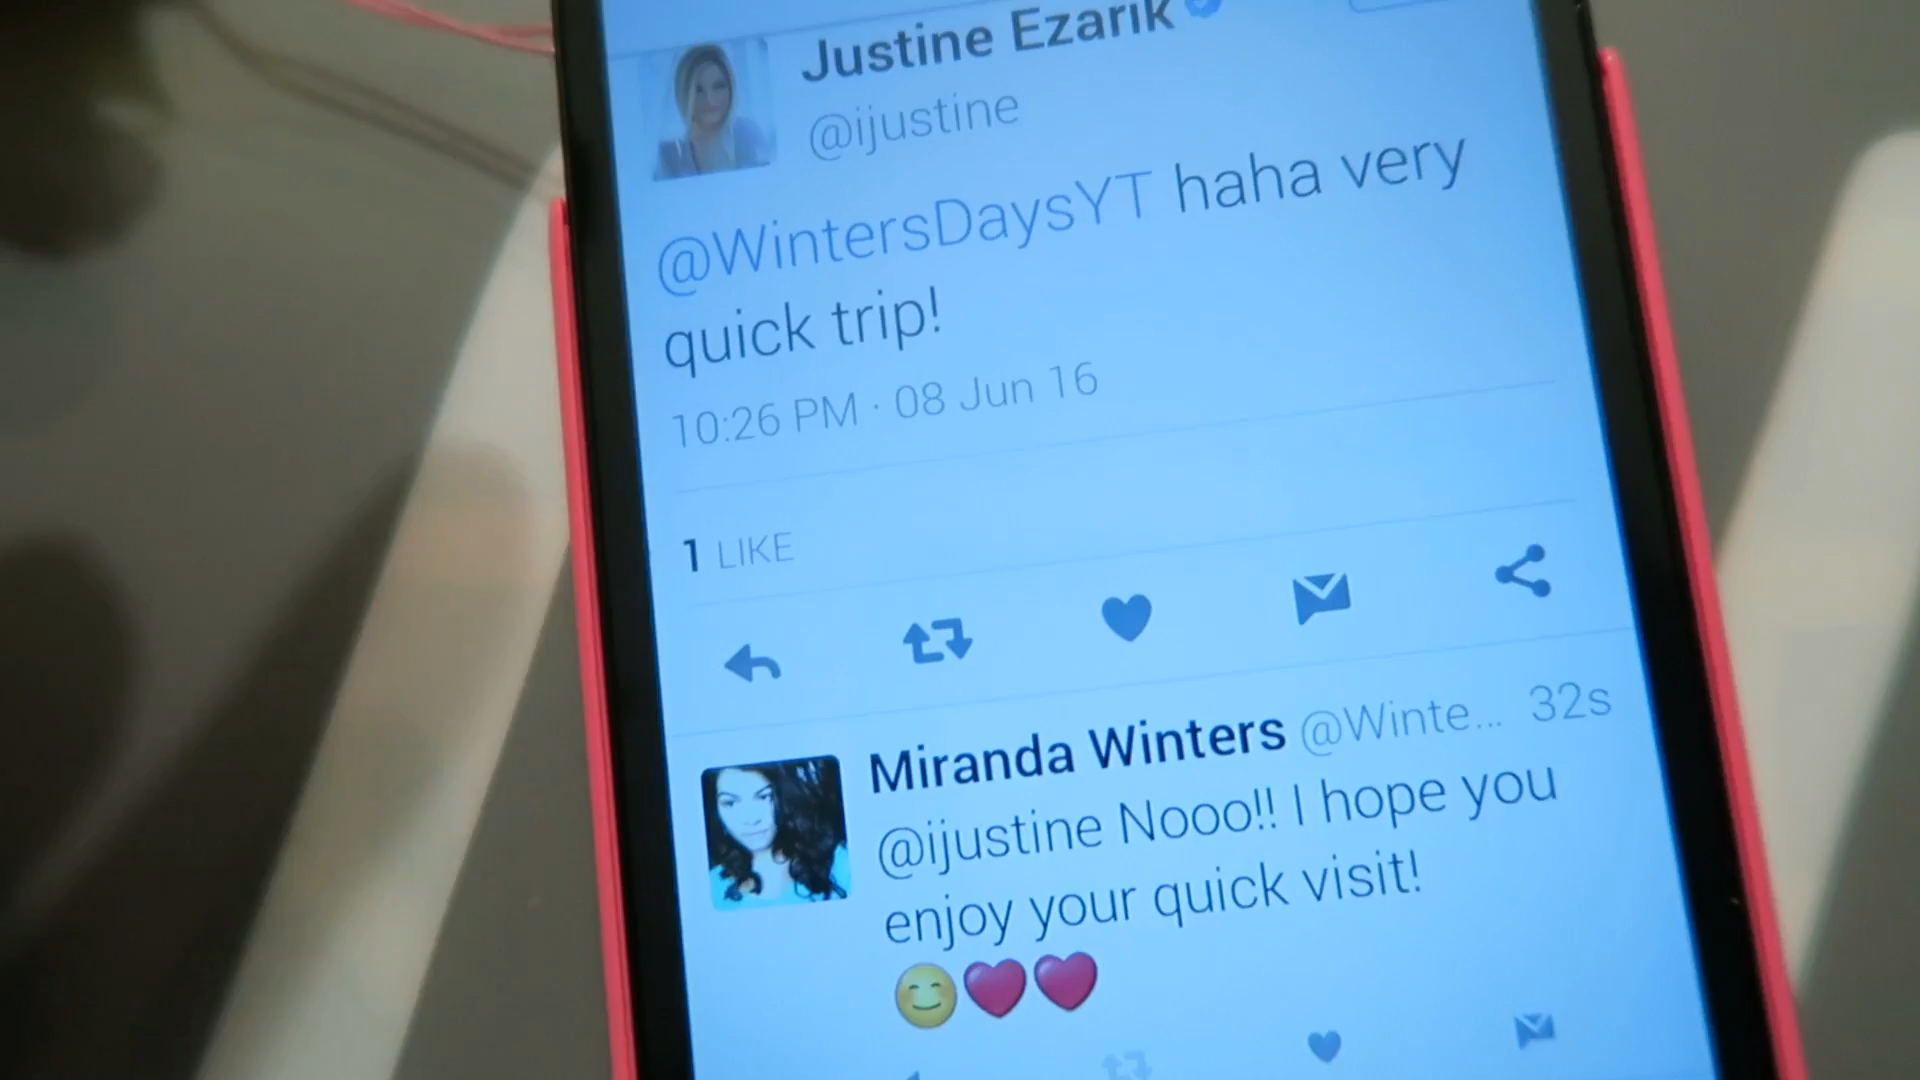 Justine Ezarik
@ijustine
@WintersDaysYT haha very
quick trip!
10:26 PM · 08 Jun 16
1 LIKE
Miranda Winters @Winte... 32s
@ijustine Nooo!! I hope you
enjoy your quick visit!
😊❤❤